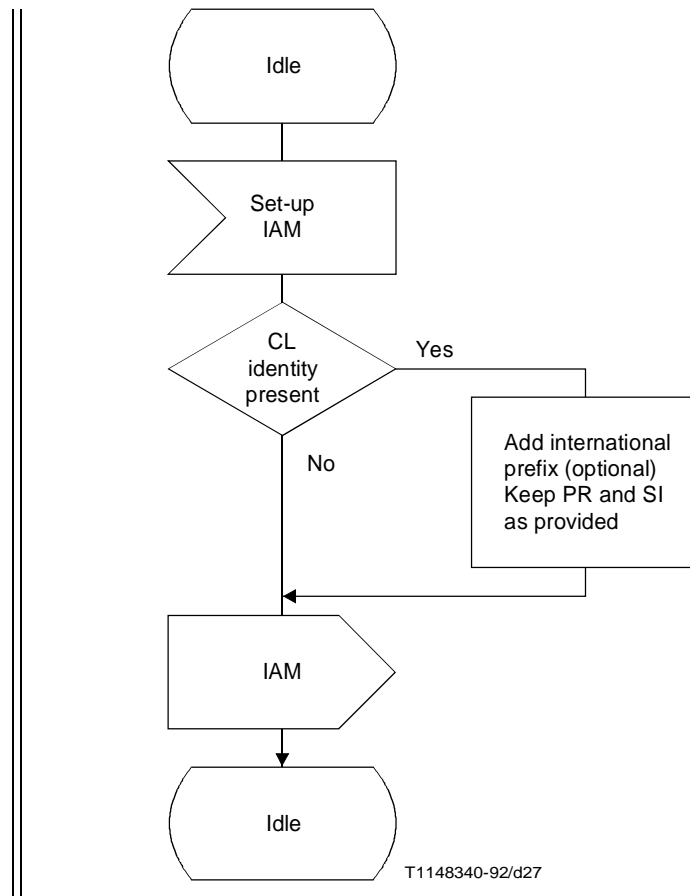 Idle
Set-up
IAM
CL
identity
present
Yes
No
Add international
prefix (optional)
Keep PR and SI
as provided
IAM
Idle
T1148340-92/d27